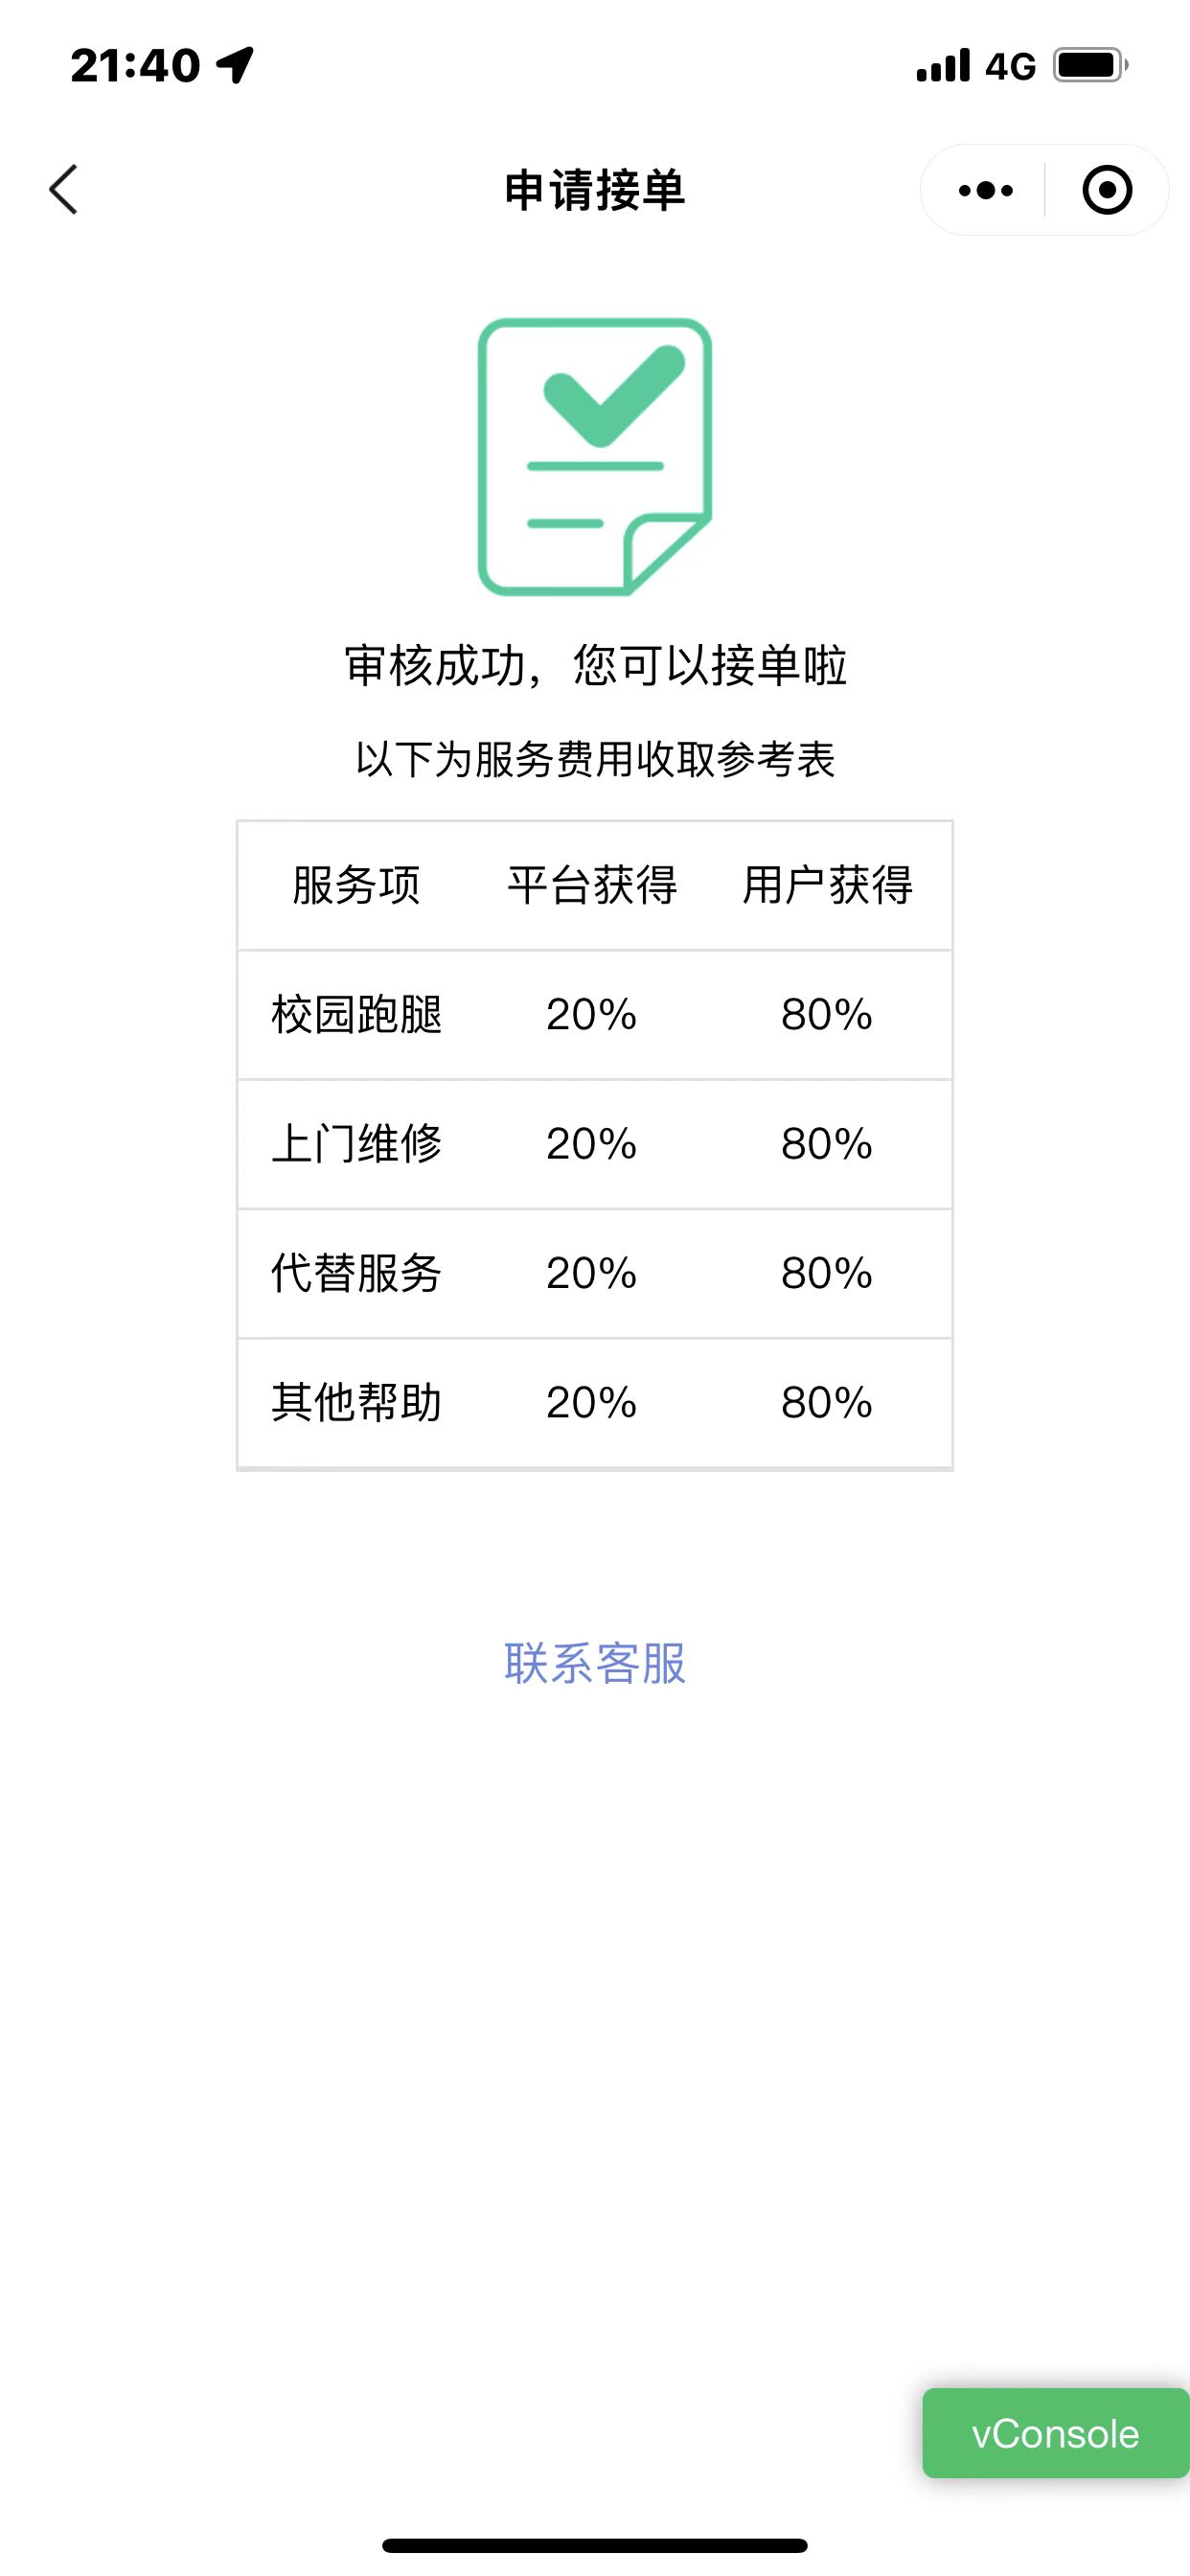 21:40 4G
申请接单
审核成功，您可以接单啦
以下为服务费用收取参考表
服务项 平台获得 用户获得
校园跑腿 20% 80%
上门维修 20% 80%
代替服务 20% 80%
其他帮助 20% 80%
联系客服
vConsole